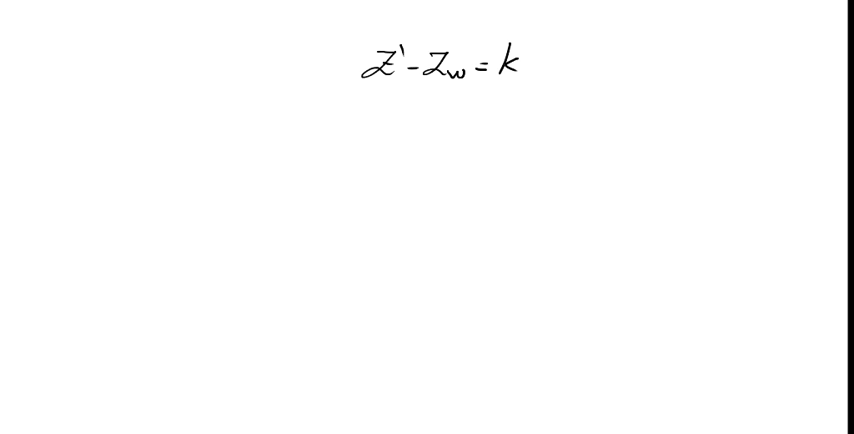 z' - z_w = k